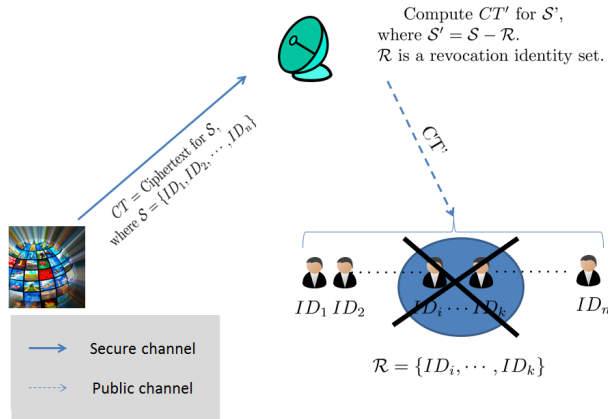 Compute CT′ for S',
where S′ = S − R.
R is a revocation identity set.
CT = Ciphertext for S,
where S = {ID₁, ID₂, ⋯, IDₙ}
CT'
ID₁ ID₂ IDᵢ ⋯ IDₖ IDₙ
R = {IDᵢ, ⋯, IDₖ}
Secure channel
Public channel